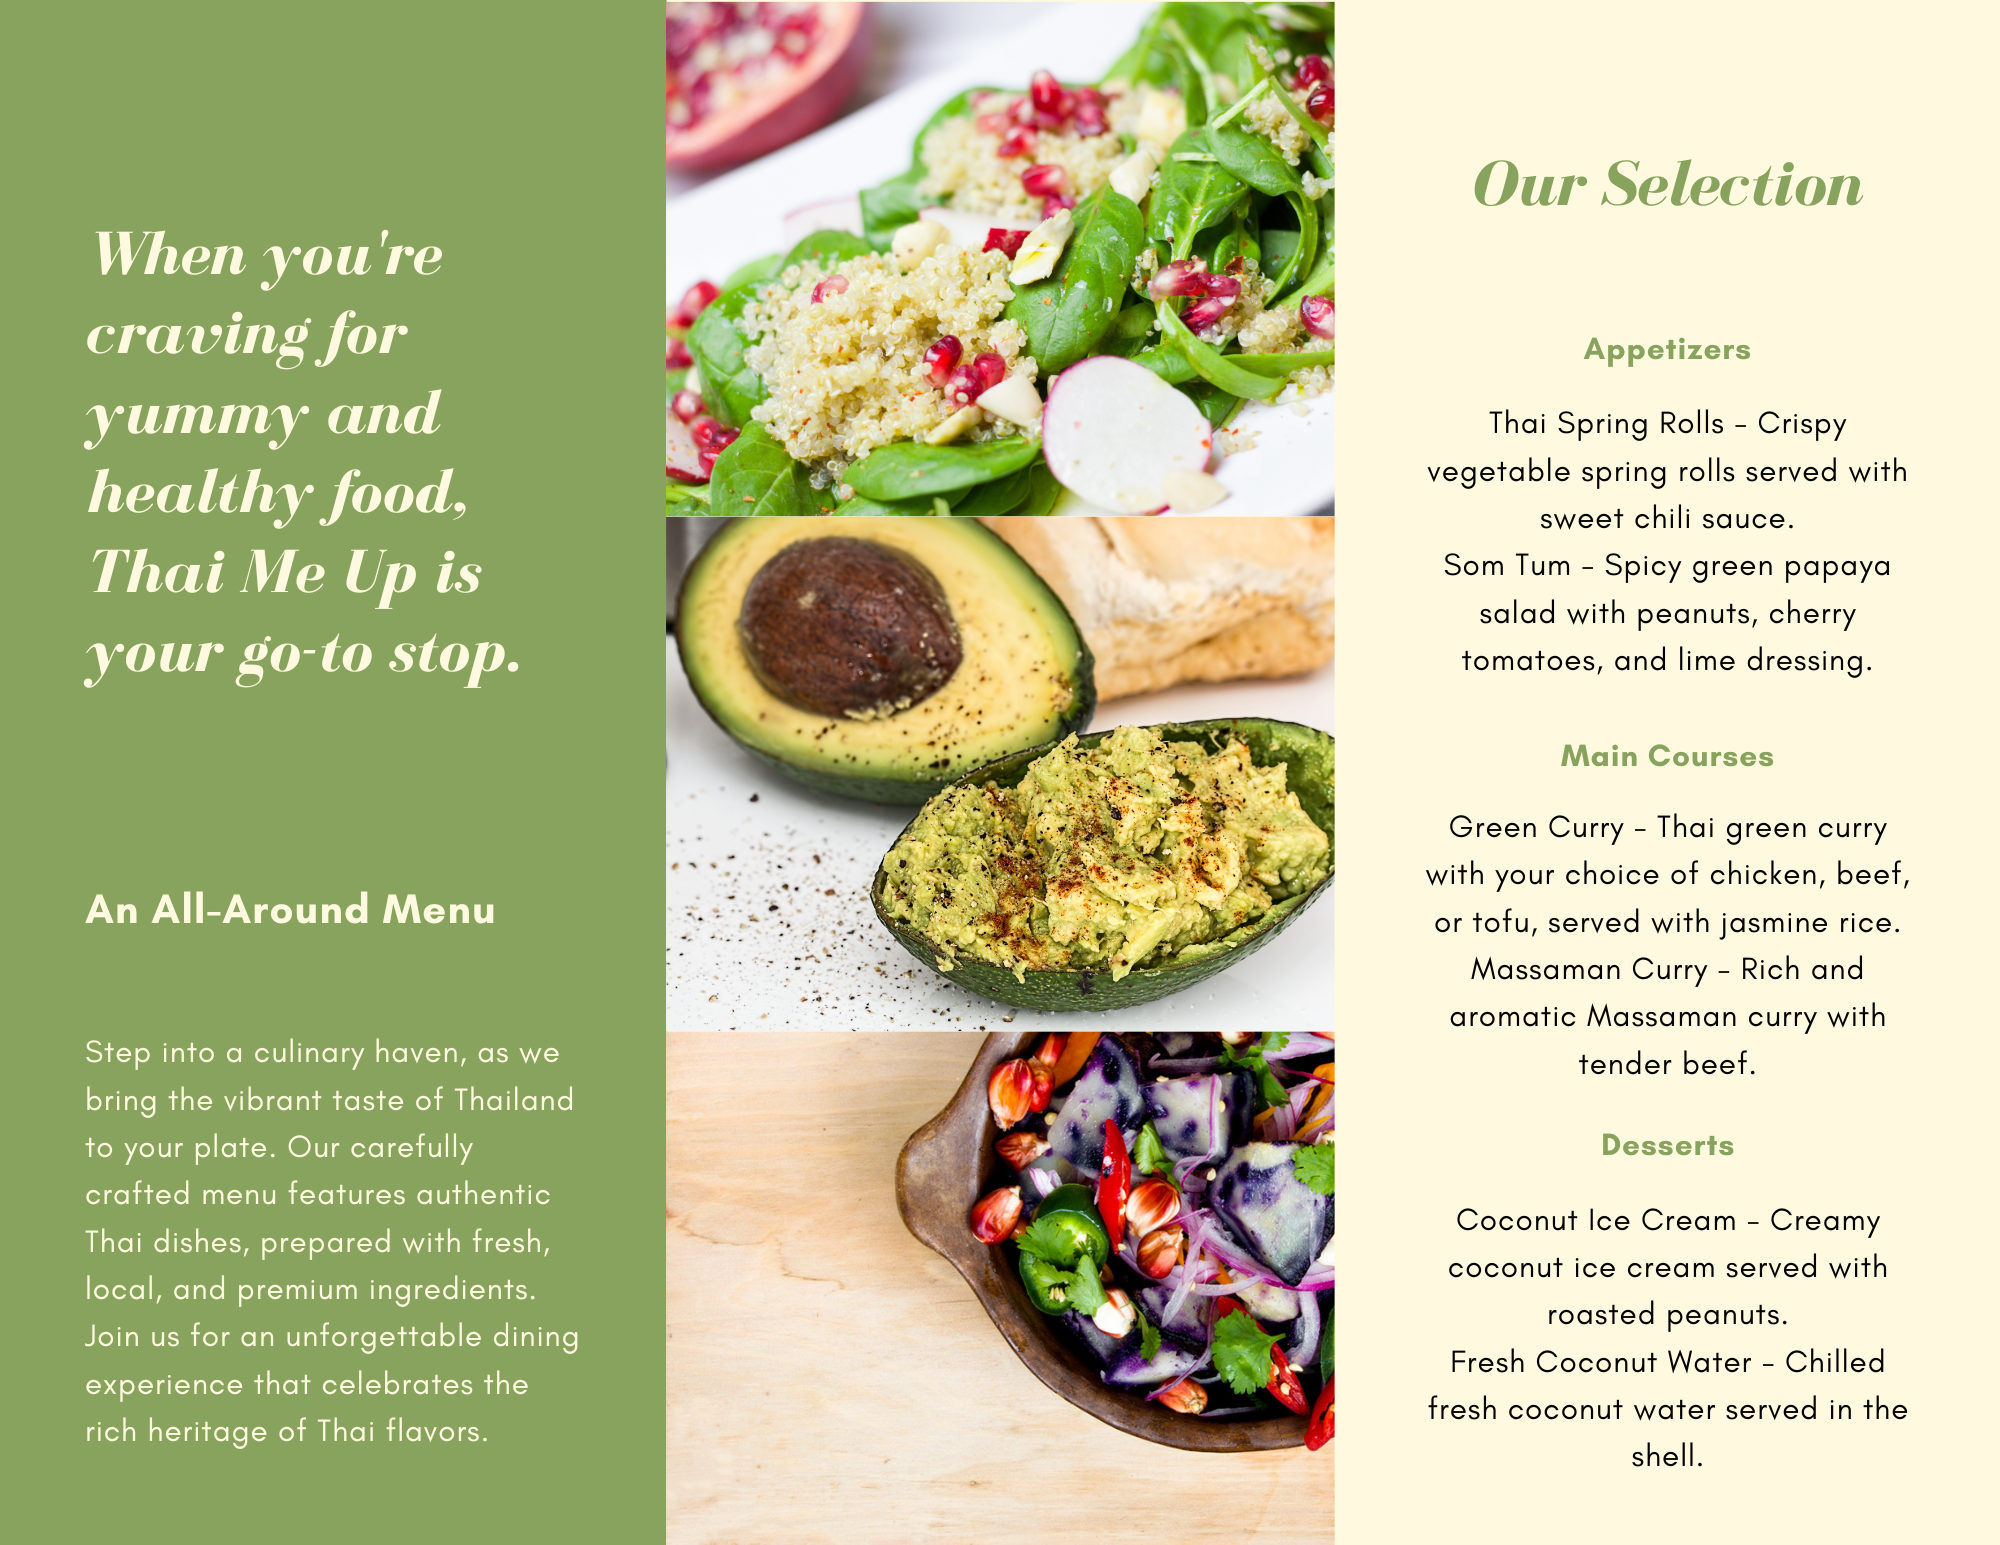 When you're
craving for
yummy and
healthy food,
Thai Me Up is
your go-to stop.
An All-Around Menu
Step into a culinary haven, as we
bring the vibrant taste of Thailand
to your plate. Our carefully
crafted menu features authentic
Thai dishes, prepared with fresh,
local, and premium ingredients.
Join us for an unforgettable dining
experience that celebrates the
rich heritage of Thai flavors.
Our Selection
Appetizers
Thai Spring Rolls - Crispy
vegetable spring rolls served with
sweet chili sauce.
Som Tum - Spicy green papaya
salad with peanuts, cherry
tomatoes, and lime dressing.
Main Courses
Green Curry - Thai green curry
with your choice of chicken, beef,
or tofu, served with jasmine rice.
Massaman Curry - Rich and
aromatic Massaman curry with
tender beef.
Desserts
Coconut Ice Cream - Creamy
coconut ice cream served with
roasted peanuts.
Fresh Coconut Water - Chilled
fresh coconut water served in the
shell.